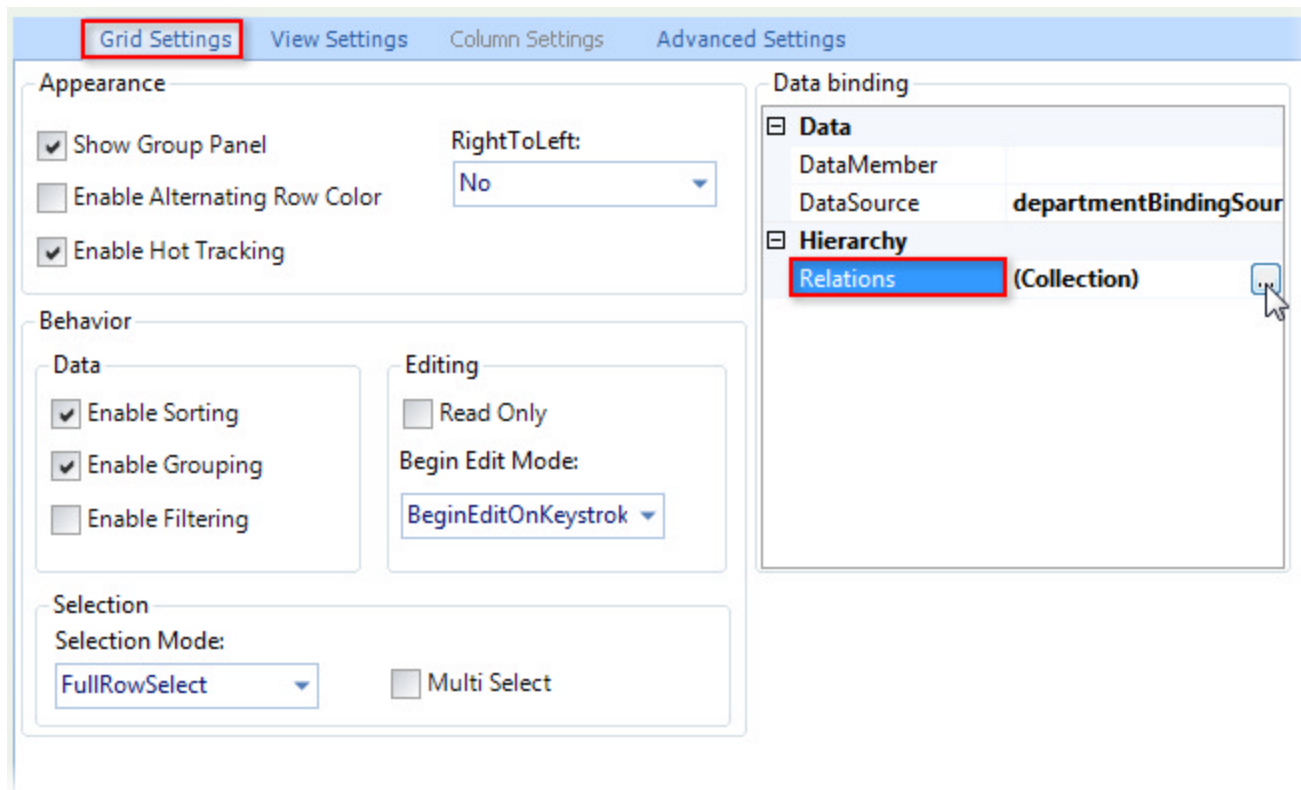 Grid Settings View Settings Column Settings Advanced Settings
Appearance
Show Group Panel
Enable Alternating Row Color
Enable Hot Tracking
RightToLeft:
No
Behavior
Data
Enable Sorting
Enable Grouping
Enable Filtering
Editing
Read Only
Begin Edit Mode:
BeginEditOnKeystrok
Selection
Selection Mode:
FullRowSelect
Multi Select
Data binding
Data
DataMember
DataSource departmentBindingSour
Hierarchy
Relations (Collection) ...